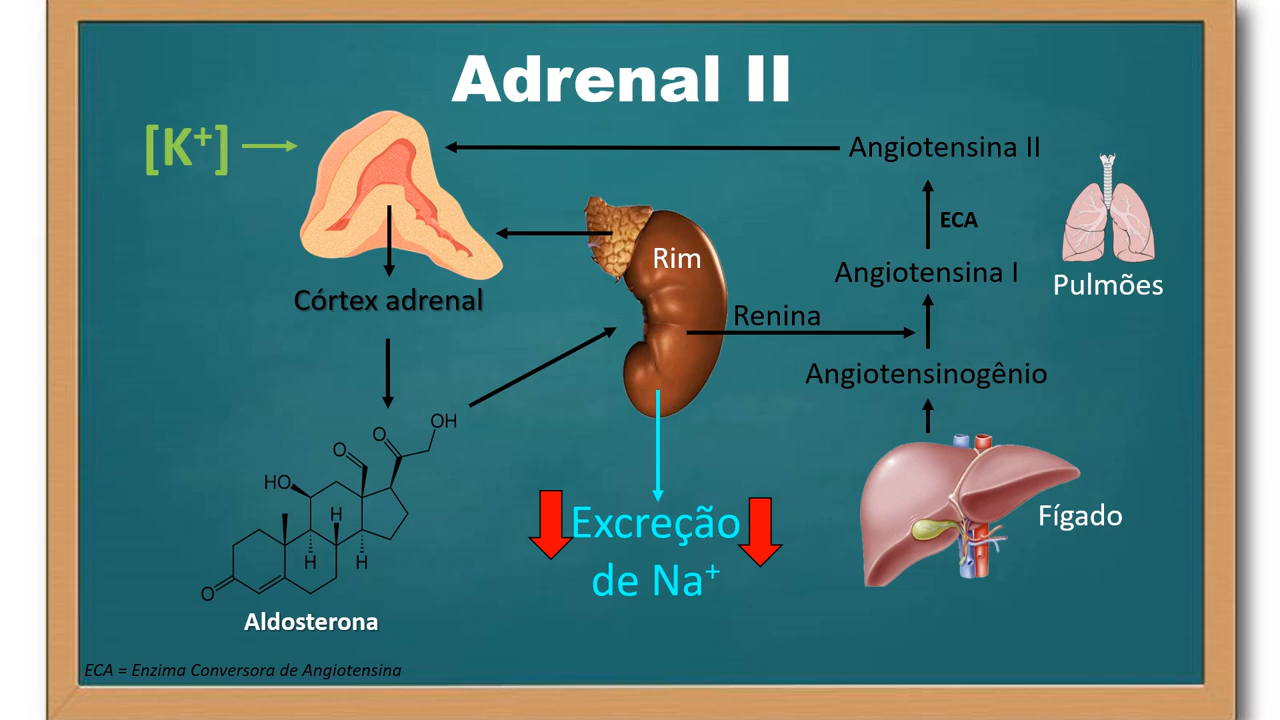 Adrenal II
[K⁺]
Angiotensina II
ECA
Rim
Angiotensina I
Pulmões
Córtex adrenal
Renina
Angiotensinogênio
OH
O
O
HO
H
H
H
O
Excreção
de Na⁺
Fígado
Aldosterona
ECA = Enzima Conversora de Angiotensina